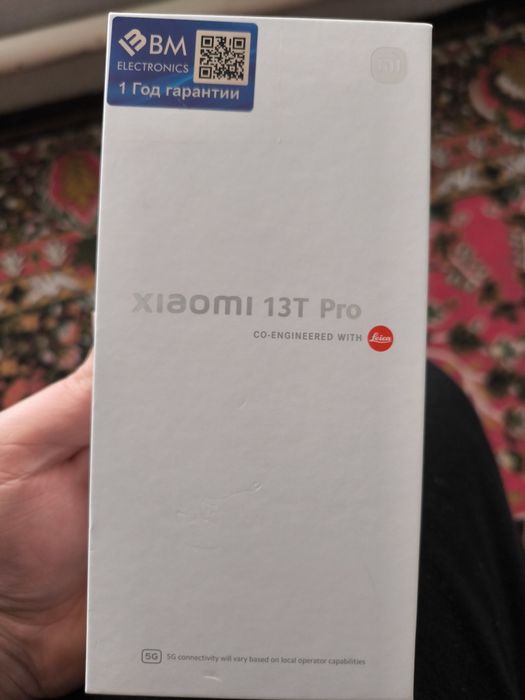 BM
ELECTRONICS
1 Год гарантии
mi
xiaomi 13T Pro
CO-ENGINEERED WITH Leica
5G 5G connectivity will vary based on local operator capabilities